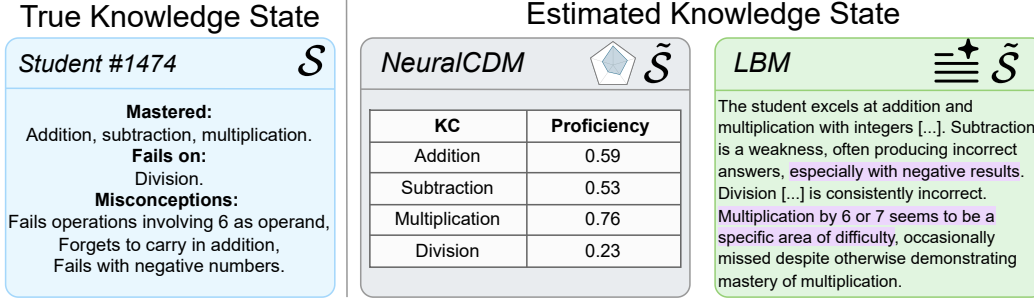 True Knowledge State
Student #1474 S
Mastered:
Addition, subtraction, multiplication.
Fails on:
Division.
Misconceptions:
Fails operations involving 6 as operand,
Forgets to carry in addition,
Fails with negative numbers.
Estimated Knowledge State
NeuralCDM S̃
KC Proficiency
Addition 0.59
Subtraction 0.53
Multiplication 0.76
Division 0.23
LBM S̃
The student excels at addition and
multiplication with integers [...]. Subtraction
is a weakness, often producing incorrect
answers, especially with negative results.
Division [...] is consistently incorrect.
Multiplication by 6 or 7 seems to be a
specific area of difficulty, occasionally
missed despite otherwise demonstrating
mastery of multiplication.